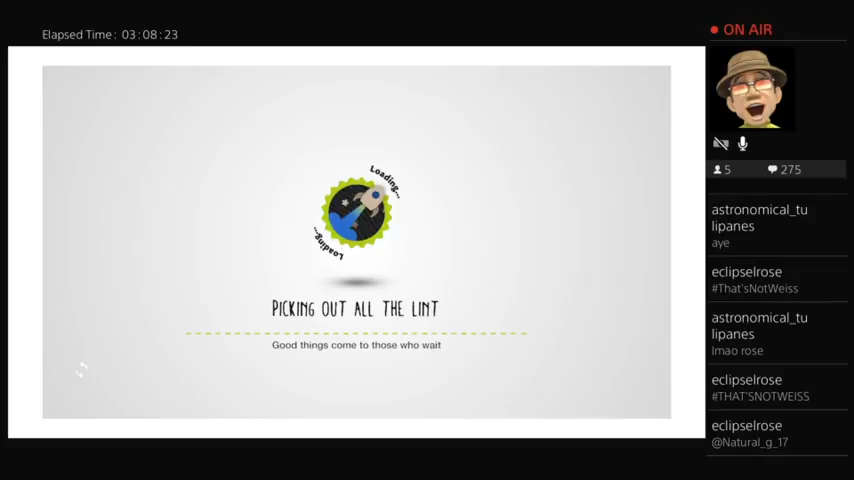 Elapsed Time: 03:08:23
ON AIR
Loading...
Loading...
PICKING OUT ALL THE LINT
Good things come to those who wait
5 275
astronomical_tu
lipanes
aye
eclipselrose
#That'sNotWeiss
astronomical_tu
lipanes
lmao rose
eclipselrose
#THAT'SNOTWEISS
eclipselrose
@Natural_g_17